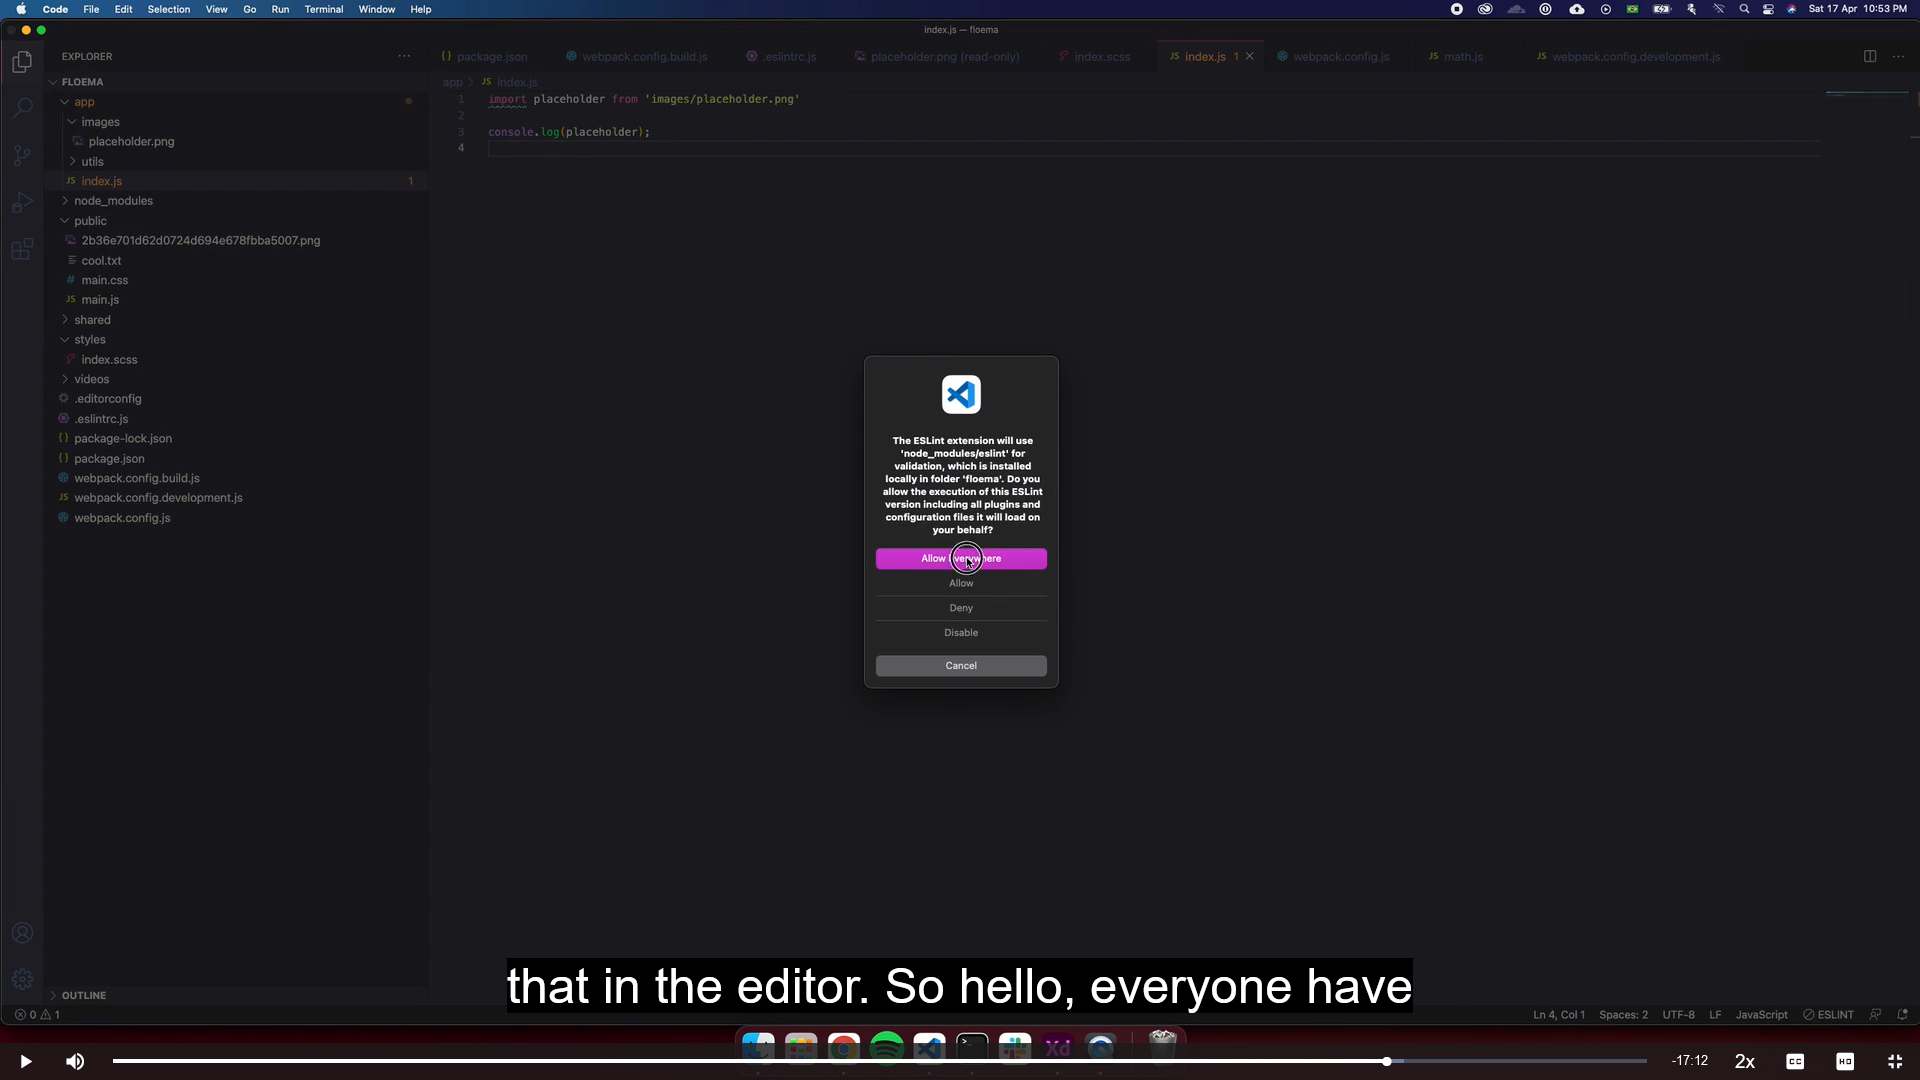 Code File Edit Selection View Go Run Terminal Window Help
Sat 17 Apr 10:53 PM
index.js — floema
EXPLORER
package.json webpack.config.build.js .eslintrc.js placeholder.png (read-only) index.scss index.js 1 webpack.config.js math.js webpack.config.development.js
FLOEMA
app > JS index.js
app
images
placeholder.png
utils
JS index.js 1
node_modules
public
2b36e701d62d0724d694e678fbba5007.png
cool.txt
# main.css
JS main.js
shared
styles
index.scss
videos
.editorconfig
.eslintrc.js
{} package-lock.json
{} package.json
webpack.config.build.js
JS webpack.config.development.js
webpack.config.js
1 import placeholder from 'images/placeholder.png'
2
3 console.log(placeholder);
4
The ESLint extension will use
'node_modules/eslint' for
validation, which is installed
locally in folder 'floema'. Do you
allow the execution of this ESLint
version including all plugins and
configuration files it will load on
your behalf?
Allow Everywhere
Allow
Deny
Disable
Cancel
that in the editor. So hello, everyone have
OUTLINE
0 1
Ln 4, Col 1 Spaces: 2 UTF-8 LF JavaScript ESLINT
Xd
-17:12 2x CC HD